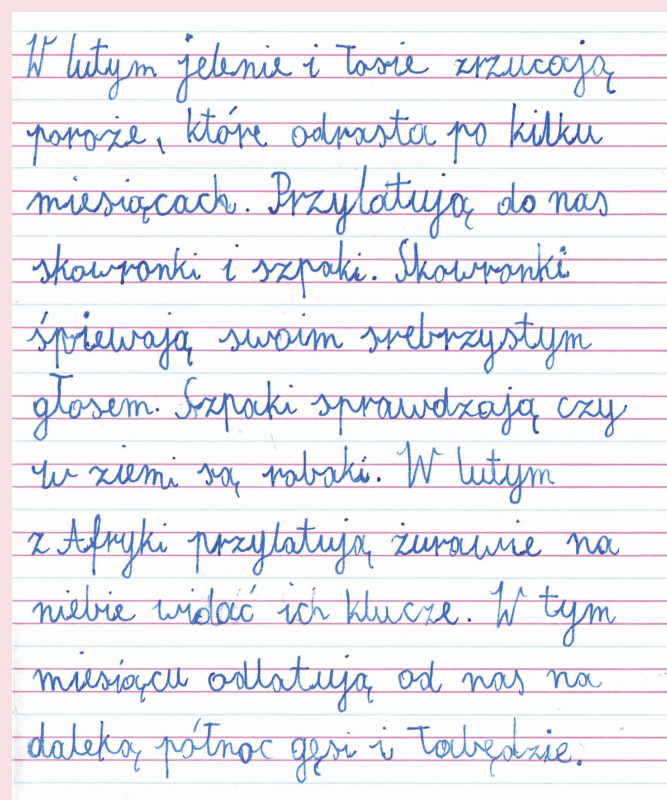 W lutym jelenie i łosie zrzucają
poroże, które odrasta po kilku
miesiącach. Przylatują do nas
skowronki i szpaki. Skowronki
śpiewają swoim srebrzystym
głosem. Szpaki sprawdzają czy
w ziemi są robaki. W lutym
z Afryki przylatują żurawie na
niebie widać ich klucze. W tym
miesiącu odlatują od nas na
daleką północ gęsi i łabędzie.